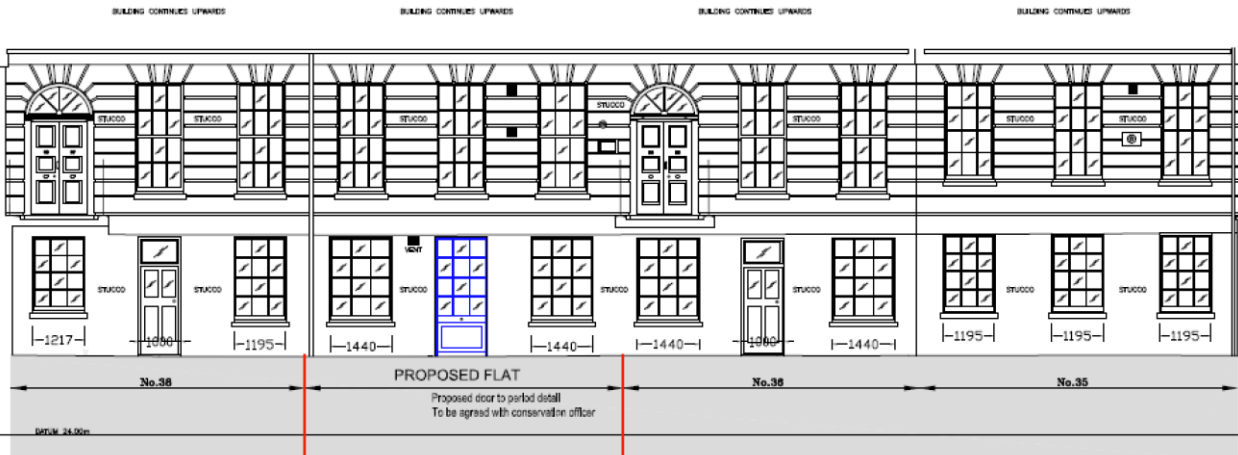 BUILDING CONTINUES UPWARDS
BUILDING CONTINUES UPWARDS
BUILDING CONTINUES UPWARDS
BUILDING CONTINUES UPWARDS
STUCCO
STUCCO STUCCO STUCCO STUCCO STUCCO STUCCO
VENT
STUCCO STUCCO STUCCO STUCCO STUCCO STUCCO STUCCO
1217 1000 1195 1440 1440 1440 1000 1440 1195 1195 1195
PROPOSED FLAT
No.38 No.36 No.35
Proposed door to period detail
To be agreed with conservation officer
DATUM 24.00m